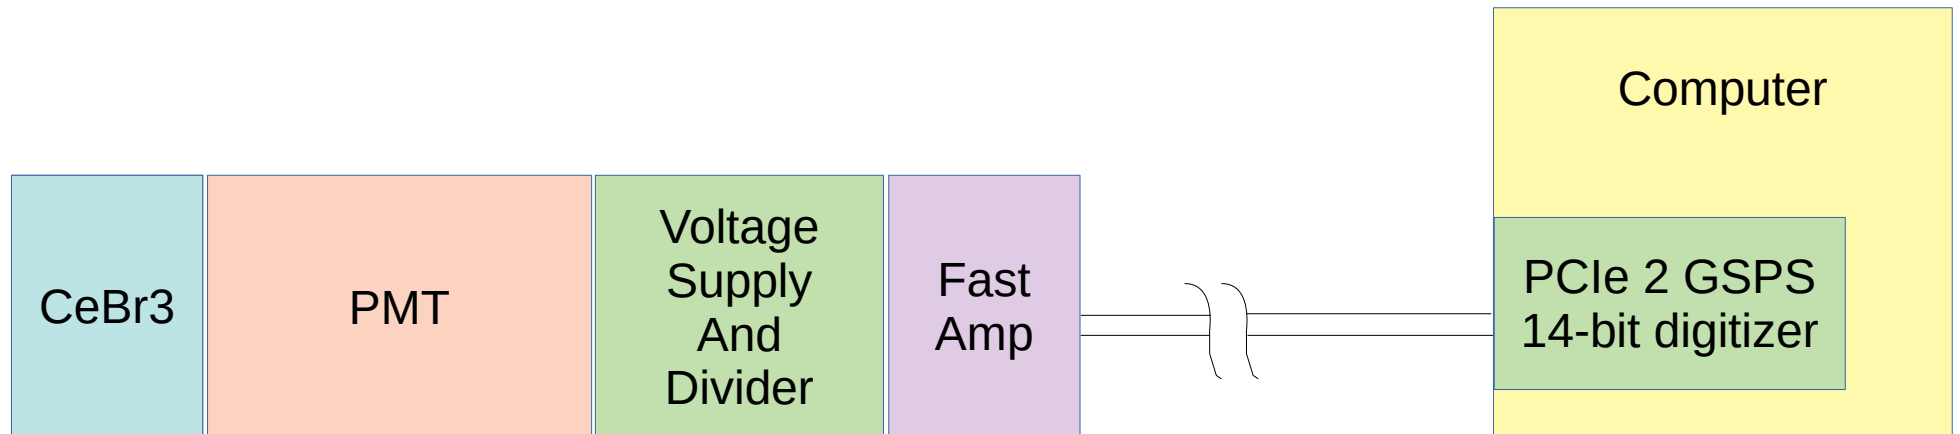 CeBr3
PMT
Voltage
Supply
And
Divider
Fast
Amp
Computer
PCIe 2 GSPS
14-bit digitizer